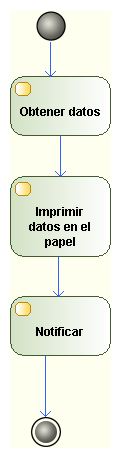 Obtener datos
Imprimir
datos en el
papel
Notificar